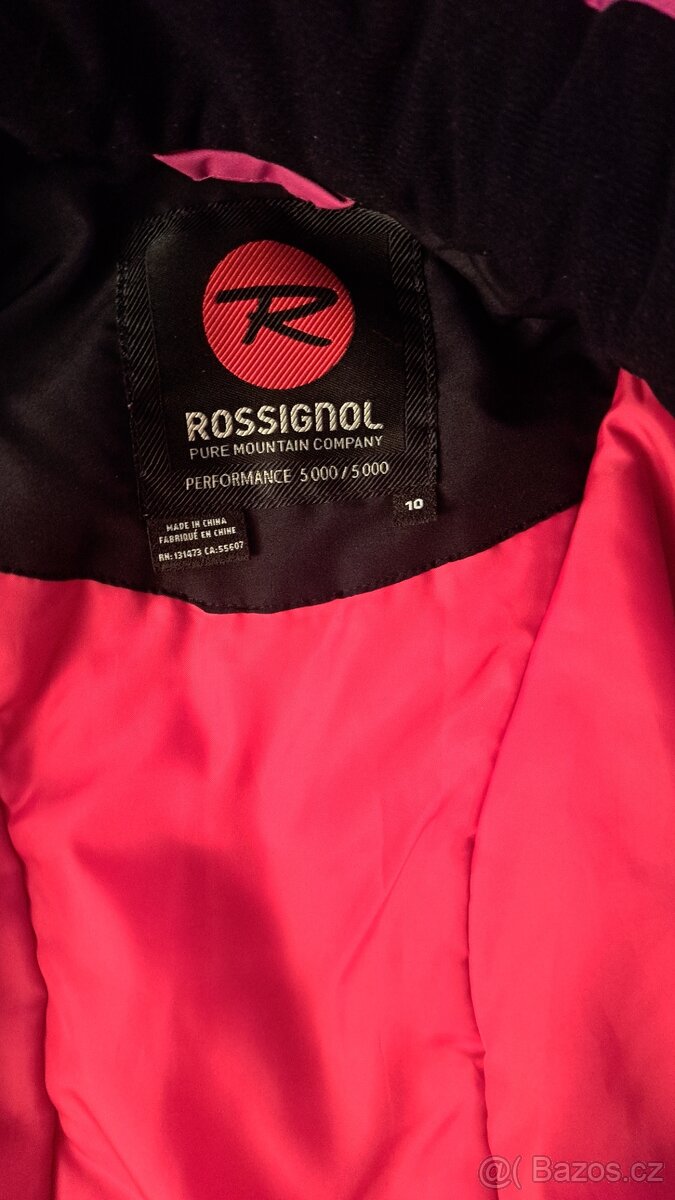 R
ROSSIGNOL
PURE MOUNTAIN COMPANY
PERFORMANCE 5 000 / 5 000
10
MADE IN CHINA
FABRIQUÉ EN CHINE
RN: 131473 CA: 55607
@( Bazos.cz